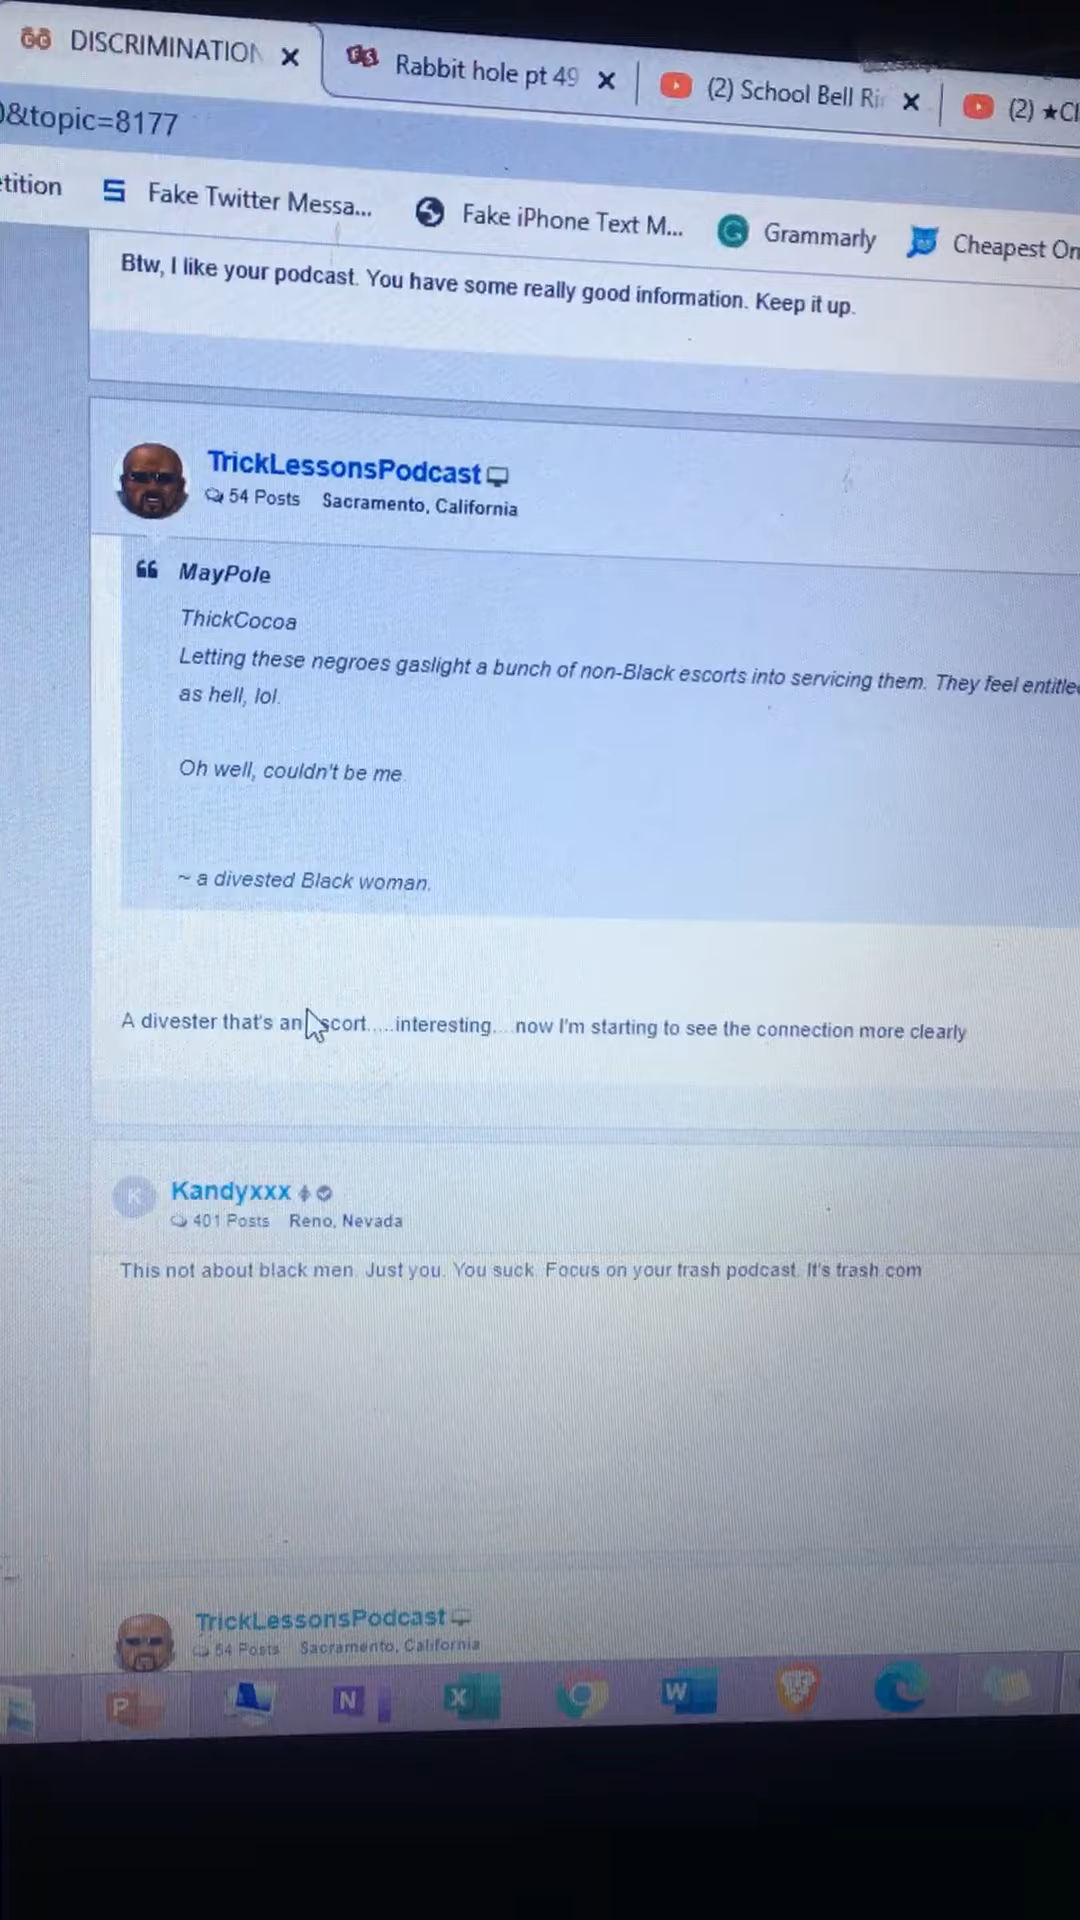 DISCRIMINATION
Rabbit hole pt 49
(2) School Bell Ri
(2) ★Cl
)&topic=8177
tition
Fake Twitter Messa...
Fake iPhone Text M...
Grammarly
Cheapest On
Btw, I like your podcast. You have some really good information. Keep it up.
TrickLessonsPodcast
54 Posts Sacramento, California
MayPole
ThickCocoa
Letting these negroes gaslight a bunch of non-Black escorts into servicing them. They feel entitled
as hell, lol.
Oh well, couldn't be me
~ a divested Black woman.
A divester that's an escort.....interesting....now I'm starting to see the connection more clearly
K
Kandyxxx
401 Posts Reno, Nevada
This not about black men. Just you. You suck. Focus on your trash podcast. It's trash.com
TrickLessonsPodcast
54 Posts Sacramento, California
P
N
X
W